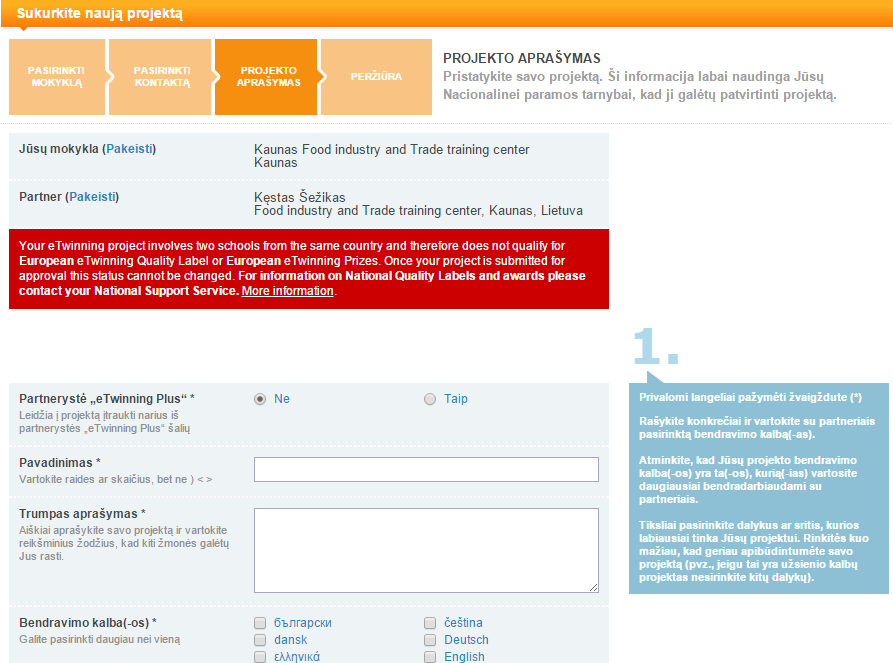 Sukurkite naują projektą
PASIRINKTI
MOKYKLĄ
PASIRINKTI
KONTAKTĄ
PROJEKTO
APRAŠYMAS
PERŽIŪRA
PROJEKTO APRAŠYMAS
Pristatykite savo projektą. Ši informacija labai naudinga Jūsų
Nacionalinei paramos tarnybai, kad ji galėtų patvirtinti projektą.
Jūsų mokykla (Pakeisti)
Kaunas Food industry and Trade training center
Kaunas
Partner (Pakeisti)
Kęstas Šežikas
Food industry and Trade training center, Kaunas, Lietuva
Your eTwinning project involves two schools from the same country and therefore does not qualify for
European eTwinning Quality Label or European eTwinning Prizes. Once your project is submitted for
approval this status cannot be changed. For information on National Quality Labels and awards please
contact your National Support Service. More information.
Partnerystė „eTwinning Plus“ *
Leidžia į projektą įtraukti narius iš
partnerystės „eTwinning Plus“ šalių
Ne
Taip
Pavadinimas *
Vartokite raides ar skaičius, bet ne ) < >
Trumpas aprašymas *
Aiškiai aprašykite savo projektą ir vartokite
reikšminius žodžius, kad kiti žmonės galėtų
Jus rasti.
Bendravimo kalba(-os) *
Galite pasirinkti daugiau nei vieną
български
čeština
dansk
Deutsch
ελληνικά
English
1.
Privalomi langeliai pažymėti žvaigždute (*)
Rašykite konkrečiai ir vartokite su partneriais
pasirinktą bendravimo kalbą(-as).
Atminkite, kad Jūsų projekto bendravimo
kalba(-os) yra ta(-os), kurią(-ias) vartosite
daugiausiai bendradarbiaudami su
partneriais.
Tiksliai pasirinkite dalykus ar sritis, kurios
labiausiai tinka Jūsų projektui. Rinkitės kuo
mažiau, kad geriau apibūdintumėte savo
projektą (pvz., jeigu tai yra užsienio kalbų
projektas nesirinkite kitų dalykų).